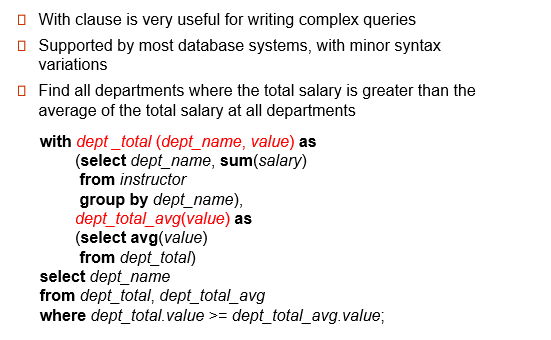 With clause is very useful for writing complex queries
Supported by most database systems, with minor syntax
variations
Find all departments where the total salary is greater than the
average of the total salary at all departments
with dept _total (dept_name, value) as
(select dept_name, sum(salary)
from instructor
group by dept_name),
dept_total_avg(value) as
(select avg(value)
from dept_total)
select dept_name
from dept_total, dept_total_avg
where dept_total.value >= dept_total_avg.value;